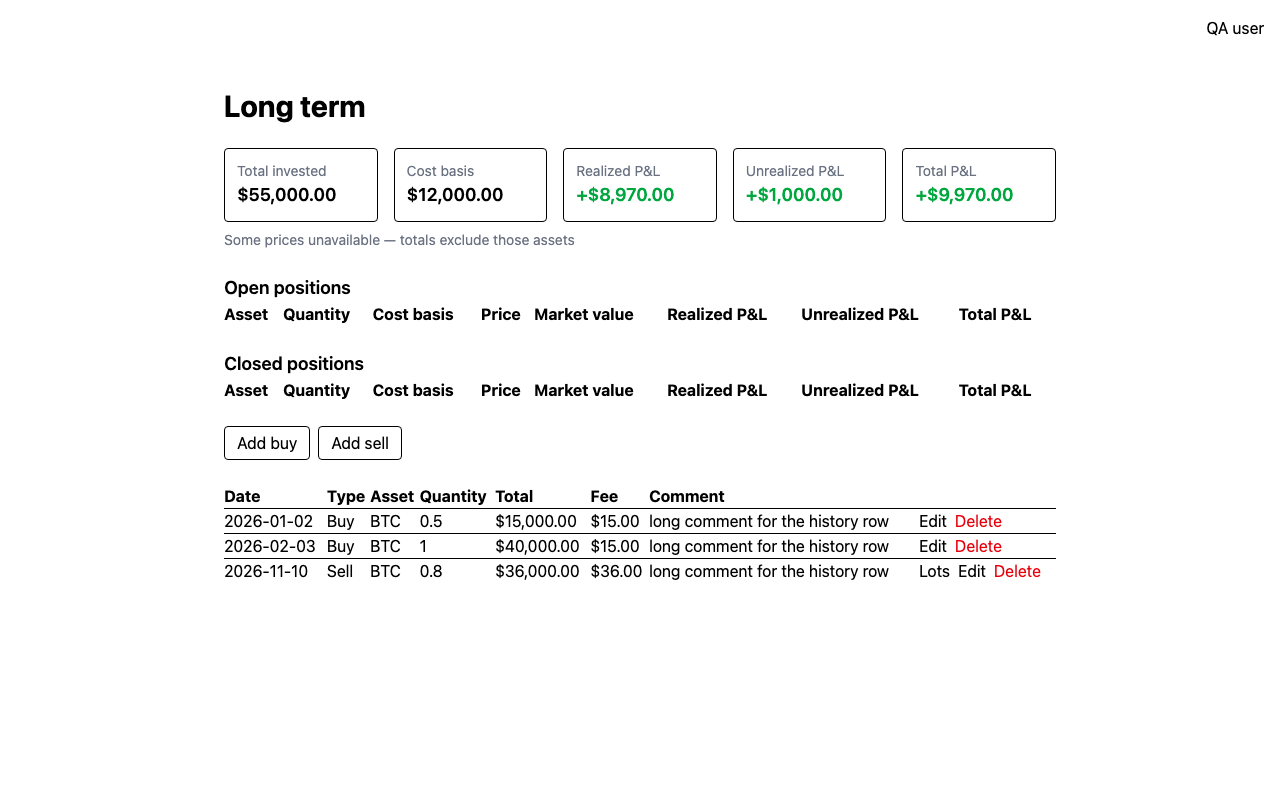 QA user
Long term
Total invested Cost basis Realized P&L Unrealized P&L Total P&L
$55,000.00 $12,000.00 +$8,970.00 +$1,000.00 +$9,970.00
Some prices unavailable — totals exclude those assets
Open positions
Asset Quantity Cost basis Price Market value Realized P&L Unrealized P&L Total P&L
Closed positions
Asset Quantity Cost basis Price Market value Realized P&L Unrealized P&L Total P&L
Add buy Add sell
Date Type Asset Quantity Total Fee Comment
2026-01-02 Buy BTC 0.5 $15,000.00 $15.00 long comment for the history row Edit Delete
2026-02-03 Buy BTC 1 $40,000.00 $15.00 long comment for the history row Edit Delete
2026-11-10 Sell BTC 0.8 $36,000.00 $36.00 long comment for the history row Lots Edit Delete